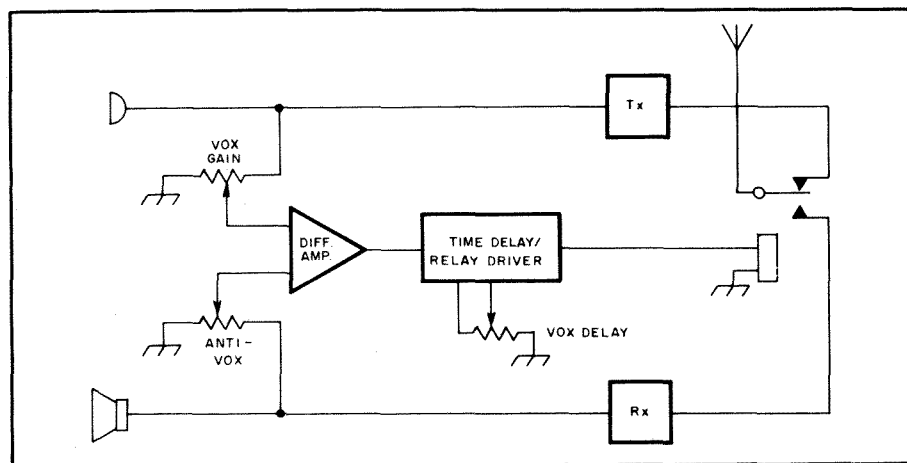 Tx
VOX
GAIN
DIFF.
AMP.
TIME DELAY/
RELAY DRIVER
ANTI-
VOX
VOX DELAY
Rx